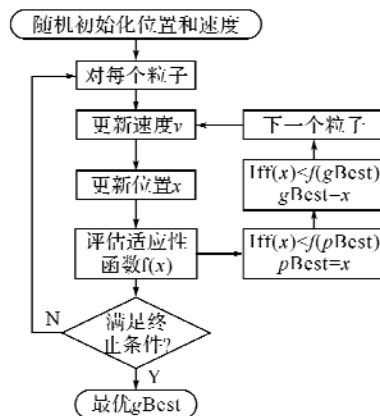 随机初始化位置和速度
对每个粒子
更新速度v
下一个粒子
更新位置x
Iff(x)<f(gBest)
gBest=x
评估适应性
函数f(x)
Iff(x)<f(pBest)
pBest=x
N
满足终
止条件?
Y
最优gBest